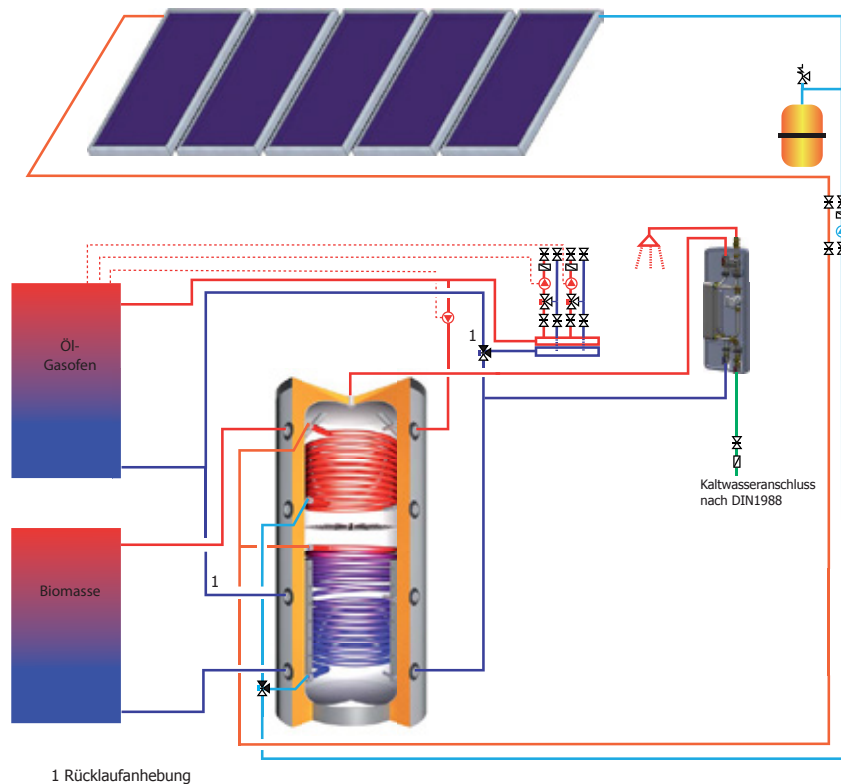 Öl-
Gasofen
1
Kaltwasseranschluss
nach DIN1988
Biomasse
1
1 Rücklaufanhebung